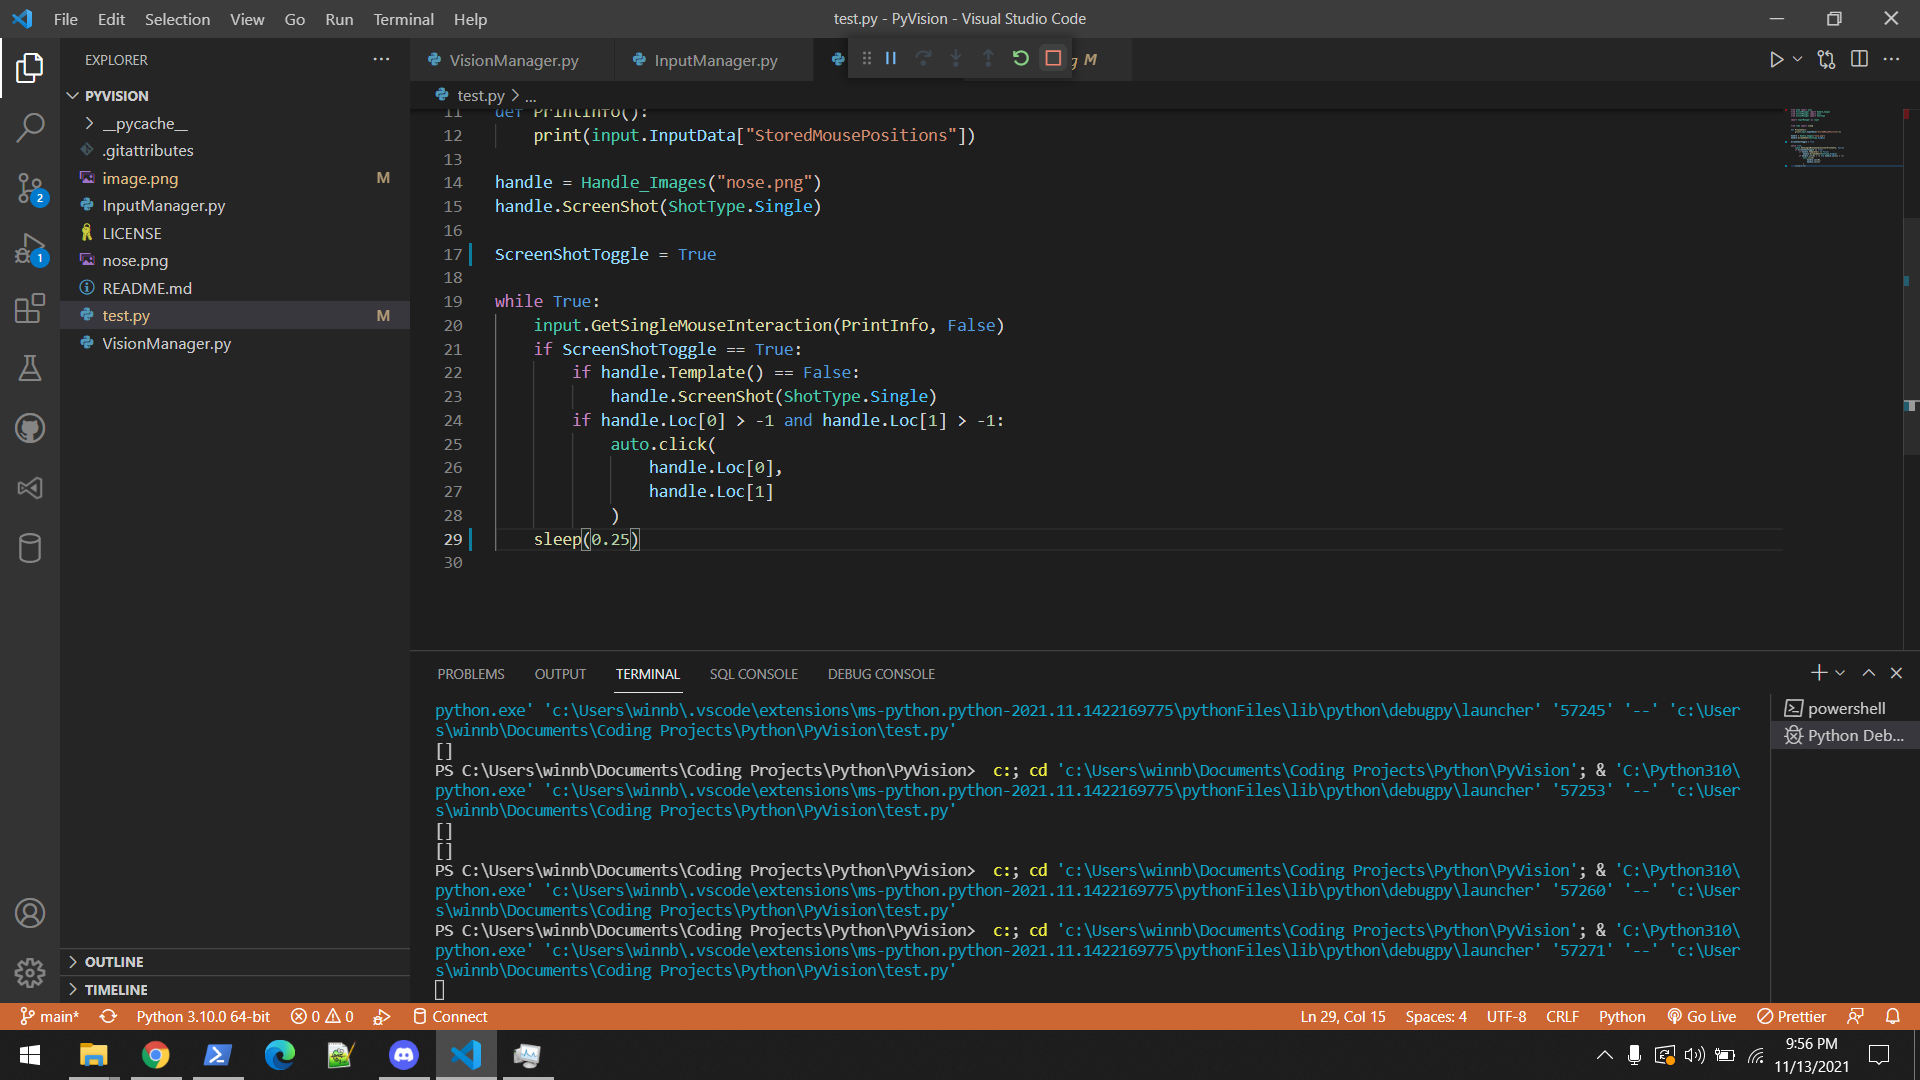 File Edit Selection View Go Run Terminal Help
test.py - PyVision - Visual Studio Code
EXPLORER
VisionManager.py
InputManager.py
g M
PYVISION
__pycache__
.gitattributes
image.png M
InputManager.py
LICENSE
nose.png
README.md
test.py M
VisionManager.py
OUTLINE
TIMELINE
2
1
test.py > ...
11 def PrintInfo():
12 print(input.InputData["StoredMousePositions"])
13
14 handle = Handle_Images("nose.png")
15 handle.ScreenShot(ShotType.Single)
16
17 ScreenShotToggle = True
18
19 while True:
20 input.GetSingleMouseInteraction(PrintInfo, False)
21 if ScreenShotToggle == True:
22 if handle.Template() == False:
23 handle.ScreenShot(ShotType.Single)
24 if handle.Loc[0] > -1 and handle.Loc[1] > -1:
25 auto.click(
26 handle.Loc[0],
27 handle.Loc[1]
28 )
29 sleep(0.25)
30
PROBLEMS OUTPUT TERMINAL SQL CONSOLE DEBUG CONSOLE
powershell
Python Deb...
python.exe' 'c:\Users\winnb\.vscode\extensions\ms-python.python-2021.11.1422169775\pythonFiles\lib\python\debugpy\launcher' '57245' '--' 'c:\User
s\winnb\Documents\Coding Projects\Python\PyVision\test.py'
[]
PS C:\Users\winnb\Documents\Coding Projects\Python\PyVision> c:; cd 'c:\Users\winnb\Documents\Coding Projects\Python\PyVision'; & 'C:\Python310\
python.exe' 'c:\Users\winnb\.vscode\extensions\ms-python.python-2021.11.1422169775\pythonFiles\lib\python\debugpy\launcher' '57253' '--' 'c:\User
s\winnb\Documents\Coding Projects\Python\PyVision\test.py'
[]
[]
PS C:\Users\winnb\Documents\Coding Projects\Python\PyVision> c:; cd 'c:\Users\winnb\Documents\Coding Projects\Python\PyVision'; & 'C:\Python310\
python.exe' 'c:\Users\winnb\.vscode\extensions\ms-python.python-2021.11.1422169775\pythonFiles\lib\python\debugpy\launcher' '57260' '--' 'c:\User
s\winnb\Documents\Coding Projects\Python\PyVision\test.py'
PS C:\Users\winnb\Documents\Coding Projects\Python\PyVision> c:; cd 'c:\Users\winnb\Documents\Coding Projects\Python\PyVision'; & 'C:\Python310\
python.exe' 'c:\Users\winnb\.vscode\extensions\ms-python.python-2021.11.1422169775\pythonFiles\lib\python\debugpy\launcher' '57271' '--' 'c:\User
s\winnb\Documents\Coding Projects\Python\PyVision\test.py'
main* Python 3.10.0 64-bit 0 0 Connect
Ln 29, Col 15 Spaces: 4 UTF-8 CRLF Python Go Live Prettier
9:56 PM
11/13/2021